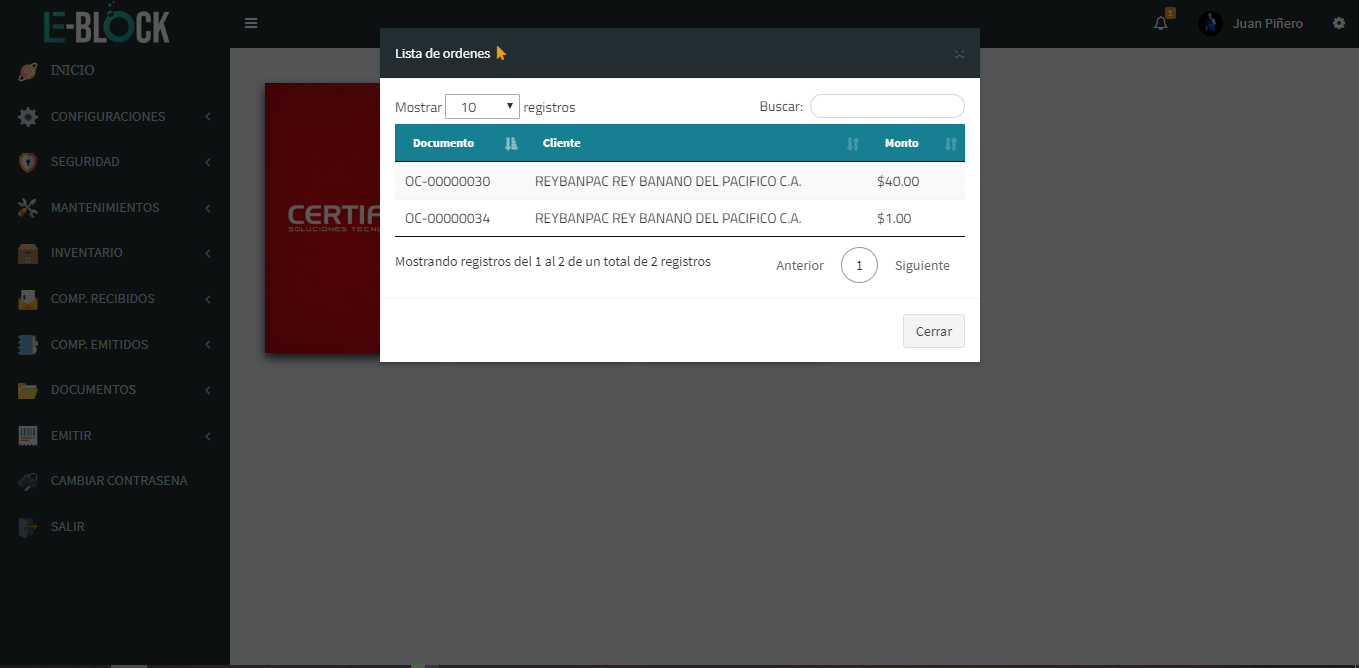 E-BLOCK
1
Juan Piñero
INICIO
CONFIGURACIONES
SEGURIDAD
MANTENIMIENTOS
INVENTARIO
COMP. RECIBIDOS
COMP. EMITIDOS
DOCUMENTOS
EMITIR
CAMBIAR CONTRASENA
SALIR
CERTIF
SOLUCIONES TECNO
Lista de ordenes
Mostrar 10 registros
Buscar:
Documento Cliente Monto
OC-00000030 REYBANPAC REY BANANO DEL PACIFICO C.A. $40.00
OC-00000034 REYBANPAC REY BANANO DEL PACIFICO C.A. $1.00
Mostrando registros del 1 al 2 de un total de 2 registros
Anterior 1 Siguiente
Cerrar